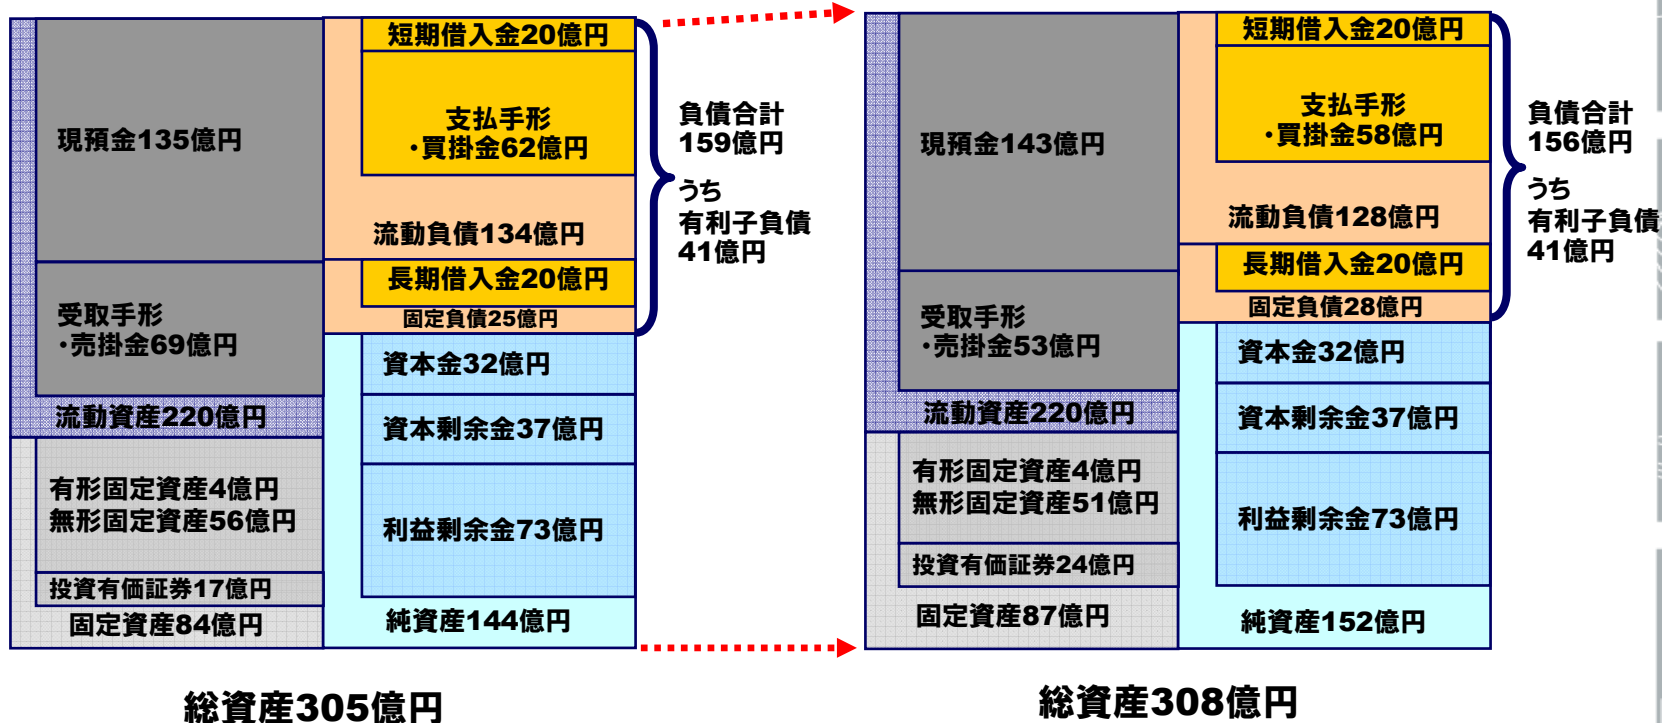 現預金135億円
受取手形
・売掛金69億円
流動資産220億円
有形固定資産4億円
無形固定資産56億円
投資有価証券17億円
固定資産84億円
短期借入金20億円
支払手形
・買掛金62億円
流動負債134億円
長期借入金20億円
固定負債25億円
資本金32億円
資本剰余金37億円
利益剰余金73億円
純資産144億円
負債合計
159億円
うち
有利子負債
41億円
総資産305億円
現預金143億円
受取手形
・売掛金53億円
流動資産220億円
有形固定資産4億円
無形固定資産51億円
投資有価証券24億円
固定資産87億円
短期借入金20億円
支払手形
・買掛金58億円
流動負債128億円
長期借入金20億円
固定負債28億円
資本金32億円
資本剰余金37億円
利益剰余金73億円
純資産152億円
負債合計
156億円
うち
有利子負債
41億円
総資産308億円